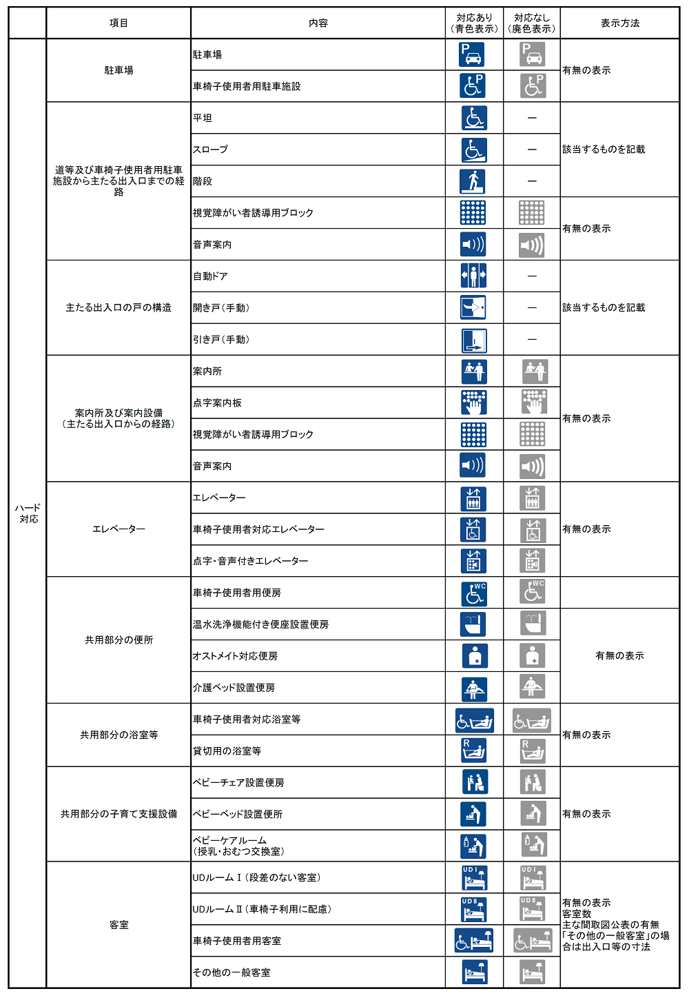 項目
内容
対応あり
（青色表示）
対応なし
（廃色表示）
表示方法
ハード
対応
駐車場
駐車場
P
P
有無の表示
車椅子使用者用駐車施設
P
P
道等及び車椅子使用者用駐車
施設から主たる出入口までの経
路
平坦
－
該当するものを記載
スロープ
－
階段
－
視覚障がい者誘導用ブロック
有無の表示
音声案内
主たる出入口の戸の構造
自動ドア
－
該当するものを記載
開き戸（手動）
－
引き戸（手動）
－
案内所及び案内設備
（主たる出入口からの経路）
案内所
有無の表示
点字案内板
視覚障がい者誘導用ブロック
音声案内
エレベーター
エレベーター
有無の表示
車椅子使用者対応エレベーター
点字・音声付きエレベーター
共用部分の便所
車椅子使用者用便房
WC
WC
温水洗浄機能付き便座設置便房
有無の表示
オストメイト対応便房
介護ベッド設置便房
共用部分の浴室等
車椅子使用者対応浴室等
有無の表示
貸切用の浴室等
R
R
共用部分の子育て支援設備
ベビーチェア設置便房
有無の表示
ベビーベッド設置便所
ベビーケアルーム
（授乳・おむつ交換室）
客室
UDルームⅠ（段差のない客室）
UDⅠ
UDⅠ
有無の表示
客室数
主な間取図公表の有無
「その他の一般客室」の場
合は出入口等の寸法
UDルームⅡ（車椅子利用に配慮）
UDⅡ
UDⅡ
車椅子使用者用客室
その他の一般客室